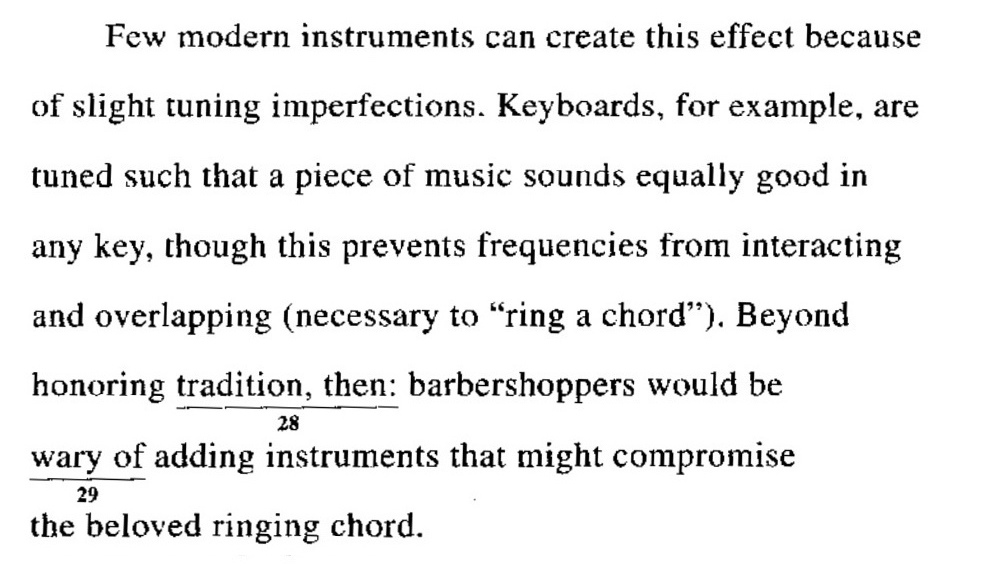 Few modern instruments can create this effect because
of slight tuning imperfections. Keyboards, for example, are
tuned such that a piece of music sounds equally good in
any key, though this prevents frequencies from interacting
and overlapping (necessary to “ring a chord”). Beyond
honoring tradition, then: barbershoppers would be
28
wary of adding instruments that might compromise
29
the beloved ringing chord.